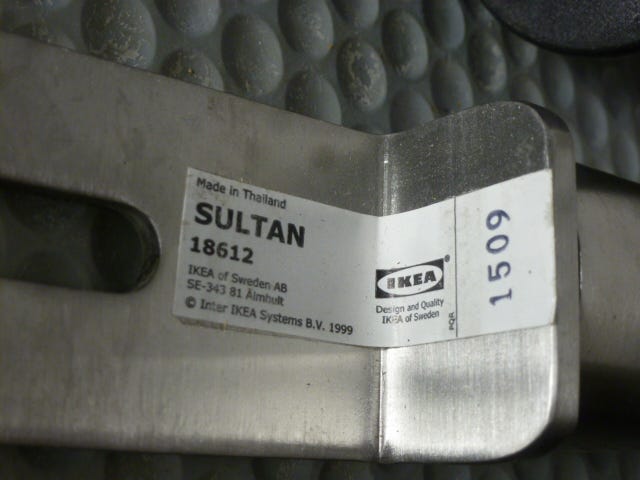 Made in Thailand
SULTAN
18612
IKEA of Sweden AB
SE-343 81 Älmhult
© Inter IKEA Systems B.V. 1999
IKEA
®
Design and Quality
IKEA of Sweden
PQR
1509